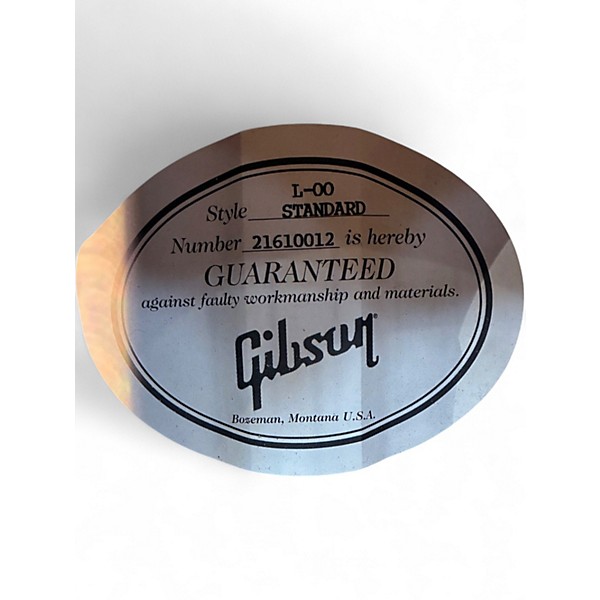 L-00
Style STANDARD
Number 21610012 is hereby
GUARANTEED
against faulty workmanship and materials.
Gibson
Bozeman, Montana U.S.A.